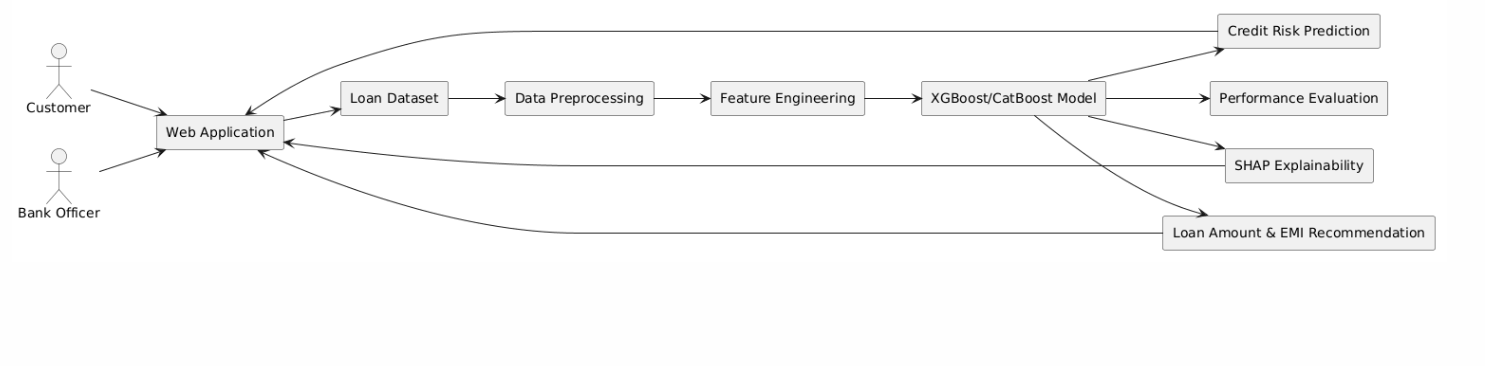 Credit Risk Prediction
Customer
Loan Dataset
Data Preprocessing
Feature Engineering
XGBoost/CatBoost Model
Performance Evaluation
Web Application
SHAP Explainability
Bank Officer
Loan Amount & EMI Recommendation